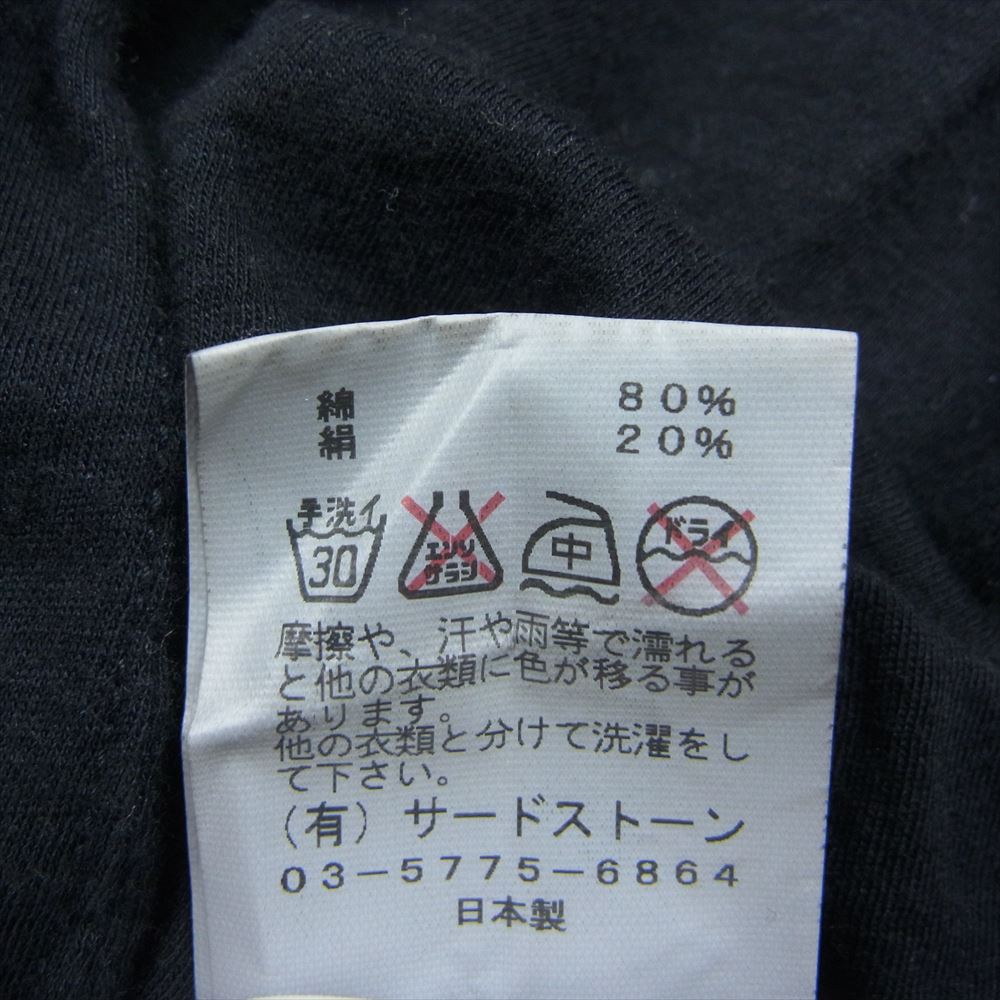 綿 80%
絹 20%
手洗イ 30 エンソサラシ 中 ドライ
摩擦や、汗や雨等で濡れる
と他の衣類に色が移る事が
あります。
他の衣類と分けて洗濯をし
て下さい。
(有)サードストーン
03-5775-6864
日本製